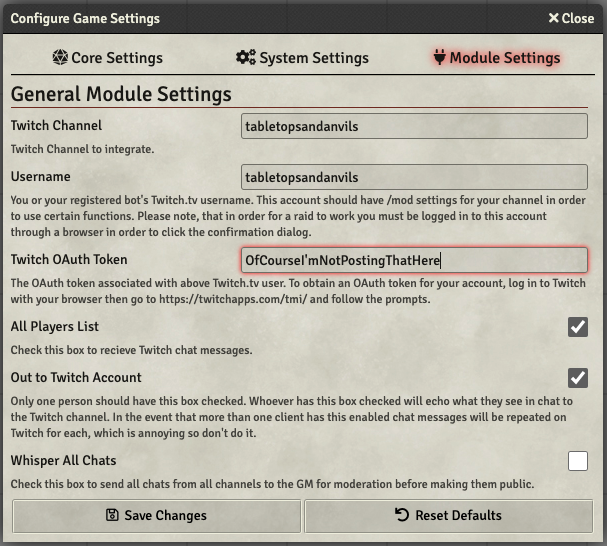 Configure Game Settings
Close
Core Settings
System Settings
Module Settings
General Module Settings
Twitch Channel
tabletopsandanvils
Twitch Channel to integrate.
Username
tabletopsandanvils
You or your registered bot's Twitch.tv username. This account should have /mod settings for your channel in order
to use certain functions. Please note, that in order for a raid to work you must be logged in to this account
through a browser in order to click the confirmation dialog.
Twitch OAuth Token
OfCourseI'mNotPostingThatHere
The OAuth token associated with above Twitch.tv user. To obtain an OAuth token for your account, log in to Twitch
with your browser then go to https://twitchapps.com/tmi/ and follow the prompts.
All Players List
Check this box to recieve Twitch chat messages.
Out to Twitch Account
Only one person should have this box checked. Whoever has this box checked will echo what they see in chat to
the Twitch channel. In the event that more than one client has this enabled chat messages will be repeated on
Twitch for each, which is annoying so don't do it.
Whisper All Chats
Check this box to send all chats from all channels to the GM for moderation before making them public.
Save Changes
Reset Defaults